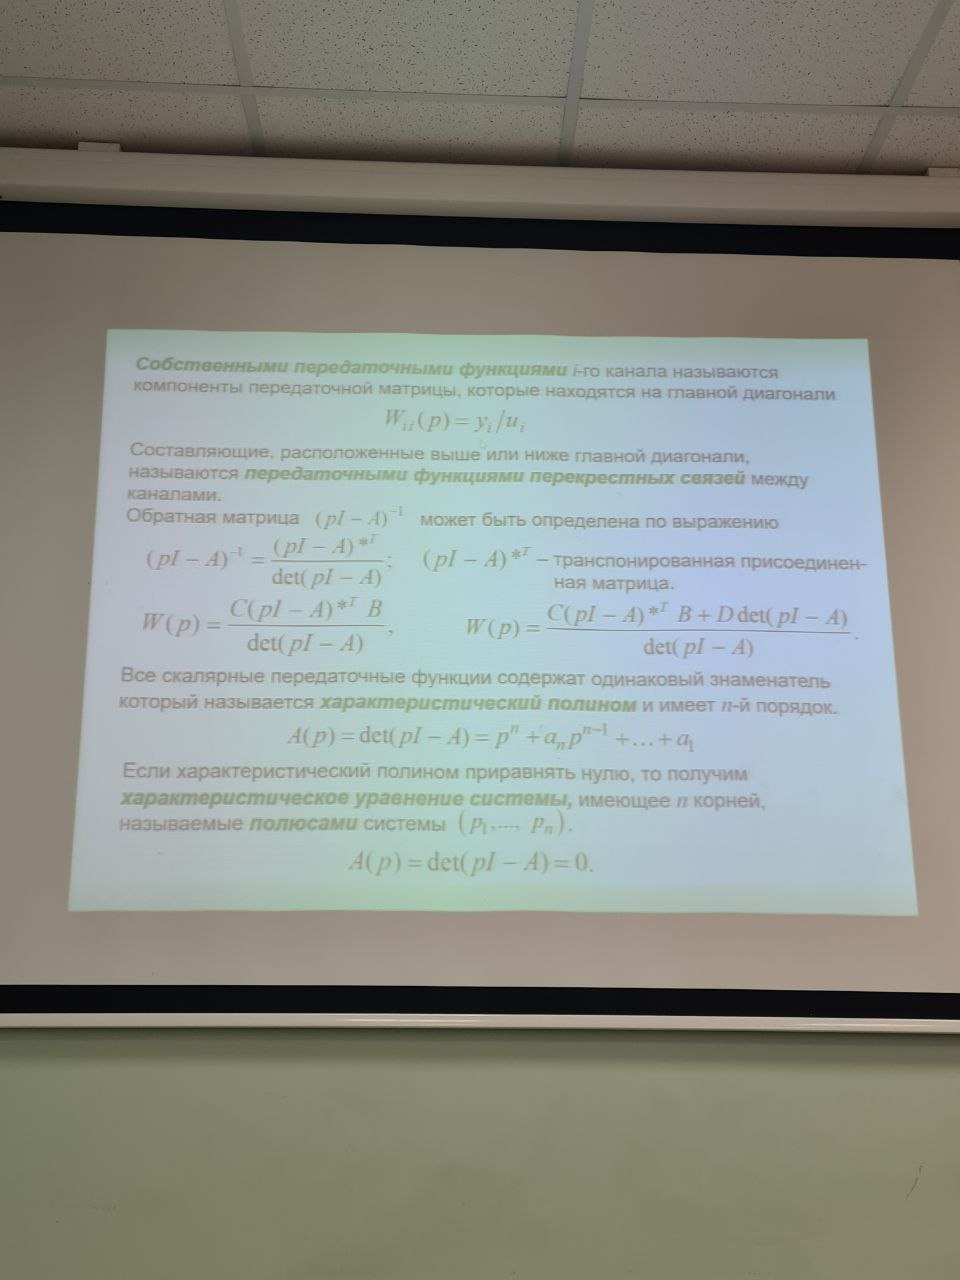 Собственными передаточными функциями i-го канала называются
компоненты передаточной матрицы, которые находятся на главной диагонали
W_{ii}(p) = y_i/u_i
Составляющие, расположенные выше или ниже главной диагонали,
называются передаточными функциями перекрестных связей между
каналами.
Обратная матрица (pI – A)^{-1} может быть определена по выражению
(pI – A)^{-1} = \frac{(pI – A)*^T}{det(pI – A)}; (pI – A)*^T – транспонированная присоединен-
ная матрица.
W(p) = \frac{C(pI – A)*^T B}{det(pI – A)}, W(p) = \frac{C(pI – A)*^T B + D det(pI – A)}{det(pI – A)}.
Все скалярные передаточные функции содержат одинаковый знаменатель
который называется характеристический полином и имеет n-й порядок.
A(p) = det(pI – A) = p^n + a_n p^{n-1} + ... + a_1
Если характеристический полином приравнять нулю, то получим
характеристическое уравнение системы, имеющее n корней,
называемые полюсами системы (p_1,..., p_n).
A(p) = det(pI – A) = 0.